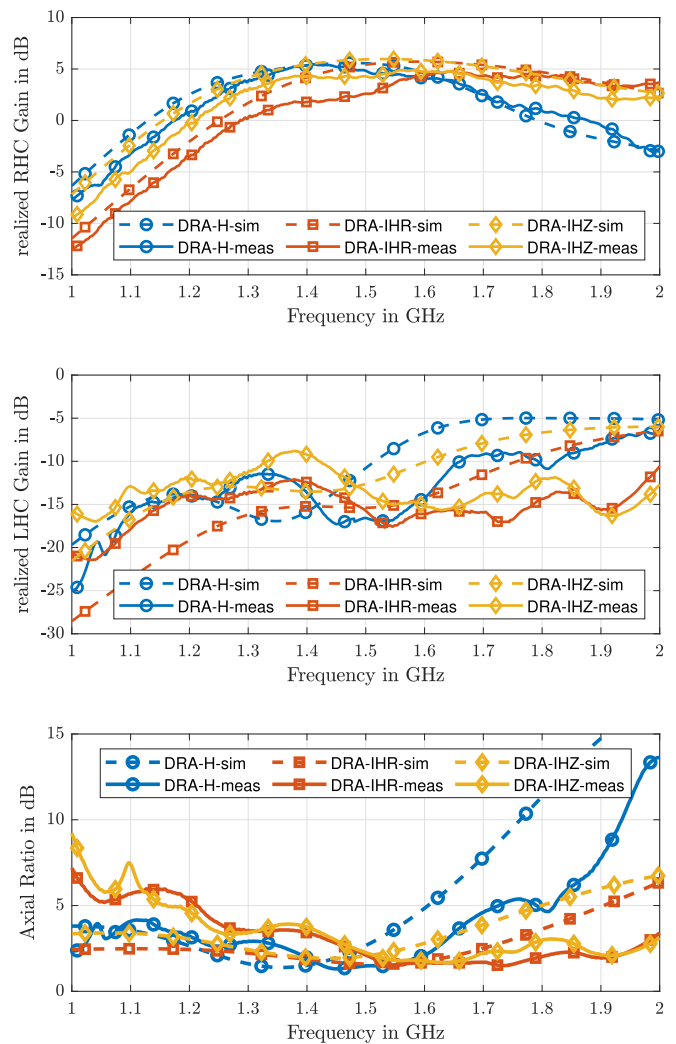 realized RHC Gain in dB
10
5
0
-5
-10
-15
DRA-H-sim DRA-IHR-sim DRA-IHZ-sim
DRA-H-meas DRA-IHR-meas DRA-IHZ-meas
1 1.1 1.2 1.3 1.4 1.5 1.6 1.7 1.8 1.9 2
Frequency in GHz
realized LHC Gain in dB
0
-5
-10
-15
-20
-25
-30
DRA-H-sim DRA-IHR-sim DRA-IHZ-sim
DRA-H-meas DRA-IHR-meas DRA-IHZ-meas
1 1.1 1.2 1.3 1.4 1.5 1.6 1.7 1.8 1.9 2
Frequency in GHz
Axial Ratio in dB
15
10
5
0
DRA-H-sim DRA-IHR-sim DRA-IHZ-sim
DRA-H-meas DRA-IHR-meas DRA-IHZ-meas
1 1.1 1.2 1.3 1.4 1.5 1.6 1.7 1.8 1.9 2
Frequency in GHz